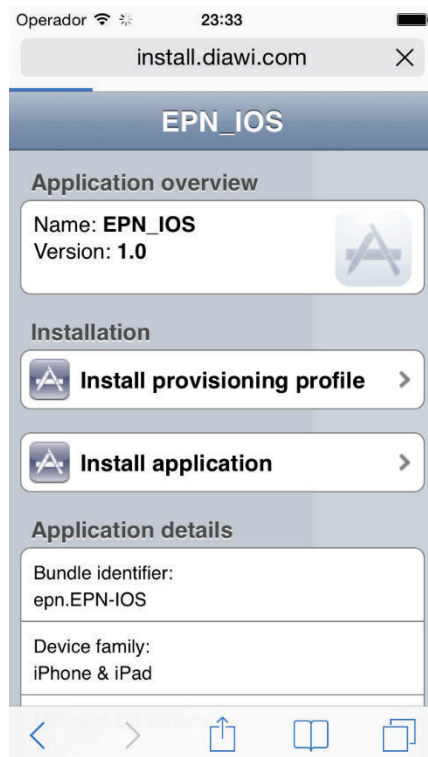 Operador 23:33
install.diawi.com
EPN_IOS
Application overview
Name: EPN_IOS
Version: 1.0
Installation
Install provisioning profile
Install application
Application details
Bundle identifier:
epn.EPN-IOS
Device family:
iPhone & iPad